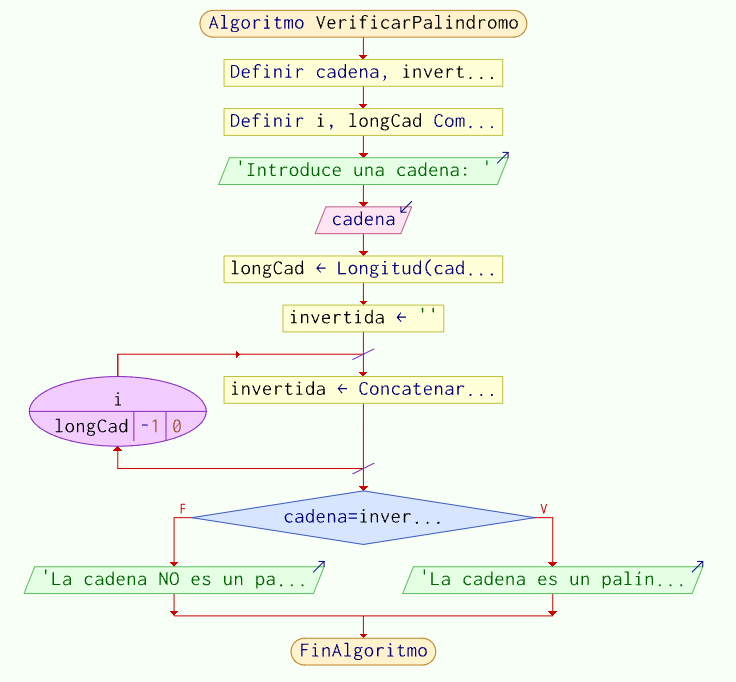 Algoritmo VerificarPalindromo
Definir cadena, invert...
Definir i, longCad Com...
'Introduce una cadena: '
cadena
longCad ← Longitud(cad...
invertida ← ''
i
longCad -1 0
invertida ← Concatenar...
cadena=inver...
F
V
'La cadena NO es un pa...
'La cadena es un palín...
FinAlgoritmo